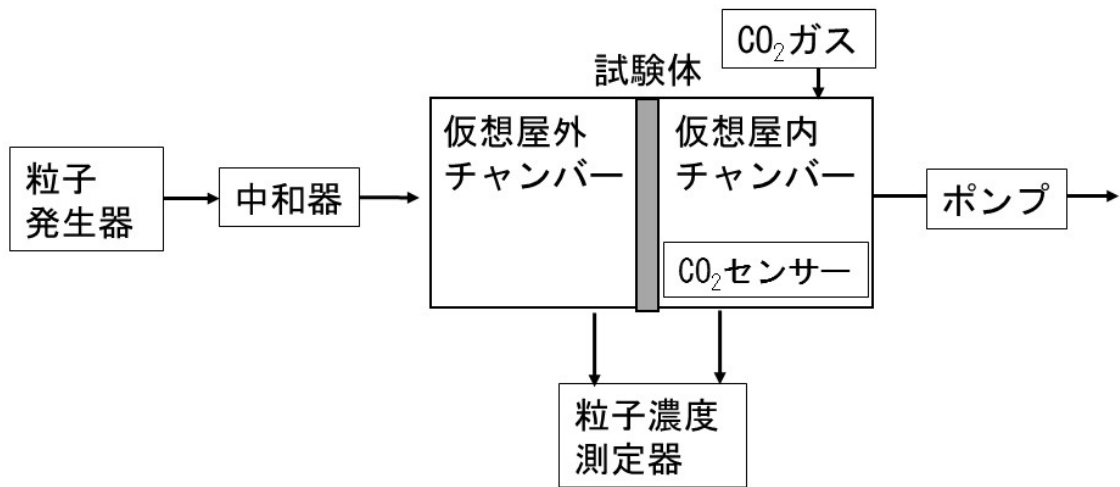 CO₂ガス
試験体
仮想屋外
チャンバー
仮想屋内
チャンバー
粒子
発生器
中和器
ポンプ
CO₂センサー
粒子濃度
測定器